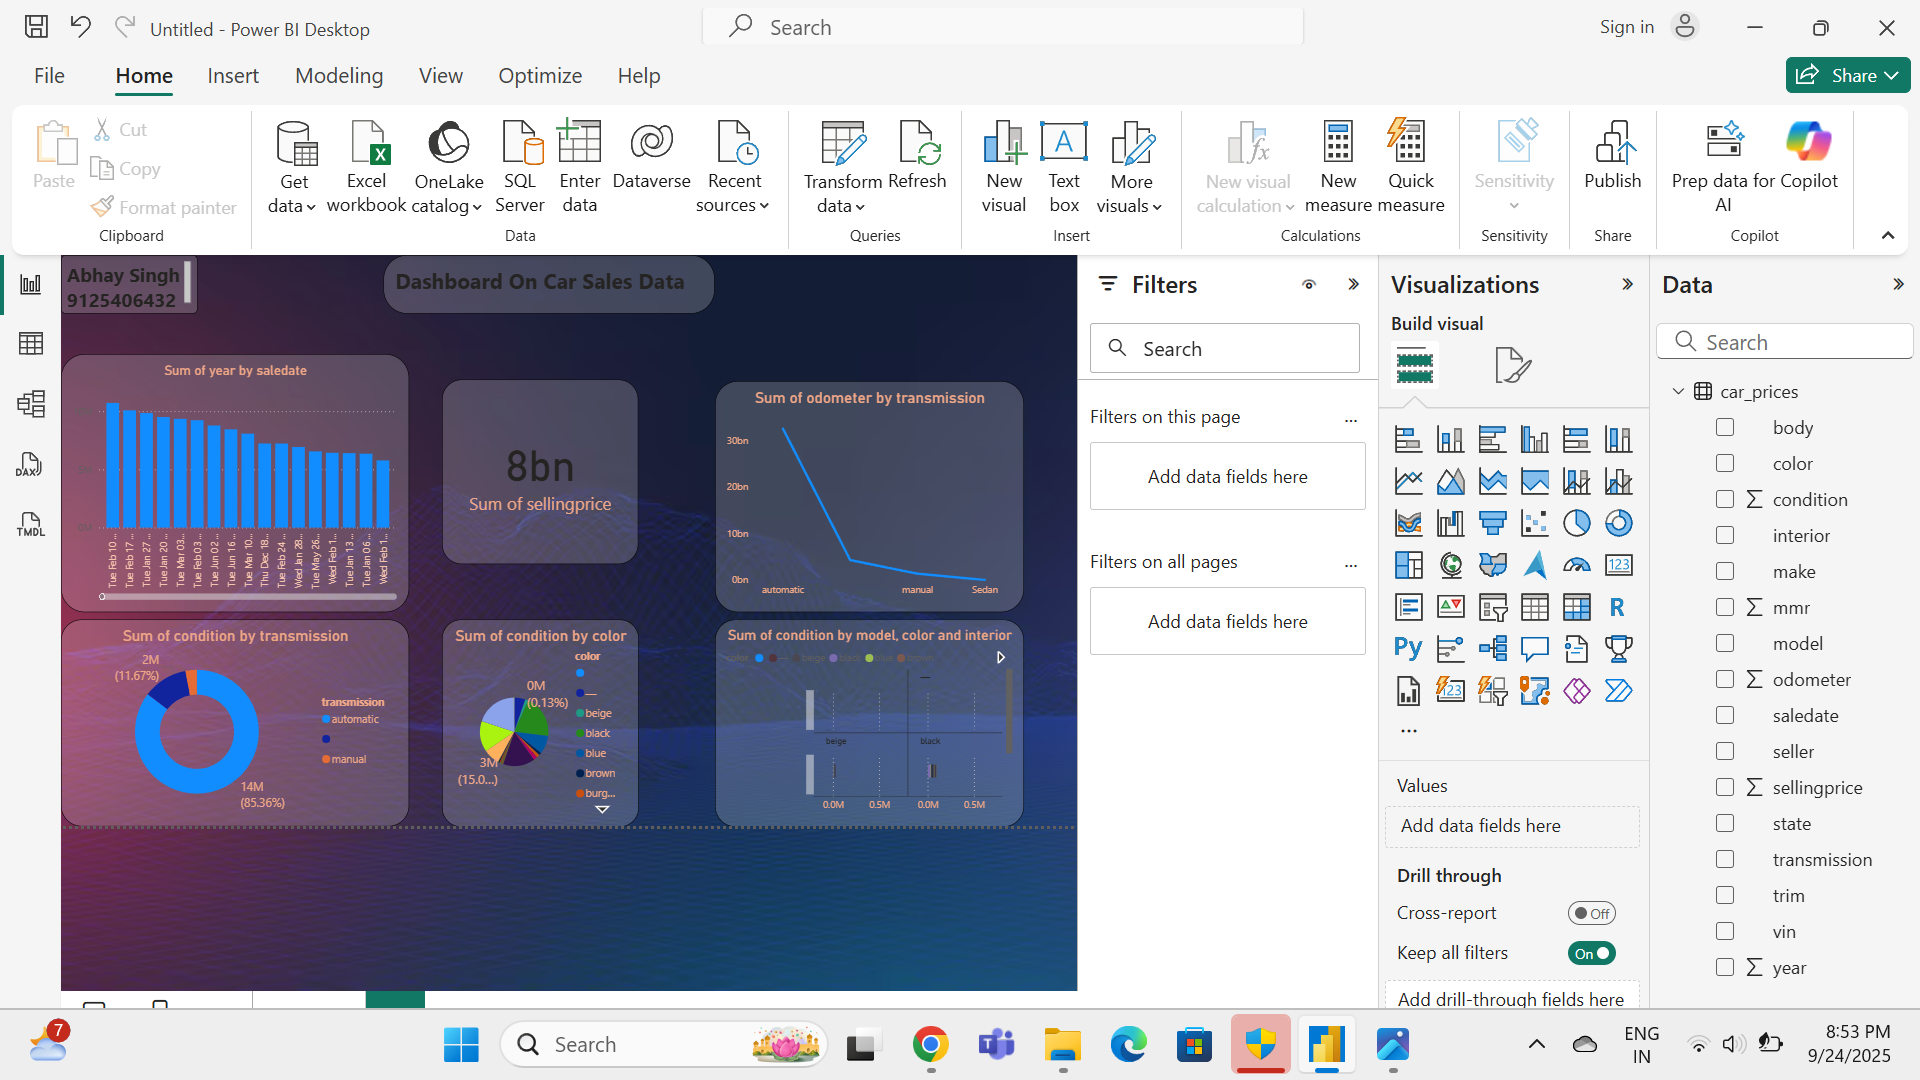 Untitled - Power BI Desktop
Search
Sign in
File
Home
Insert
Modeling
View
Optimize
Help
Share
Paste
Cut
Copy
Format painter
Clipboard
Get data
Excel workbook
OneLake catalog
SQL Server
Enter data
Dataverse
Recent sources
Data
Transform data
Refresh
Queries
New visual
Text box
More visuals
Insert
New visual calculation
New measure
Quick measure
Calculations
Sensitivity
Sensitivity
Publish
Share
Prep data for AI
Copilot
Copilot
DAX
TMDL
Abhay Singh
9125406432
Dashboard On Car Sales Data
Sum of year by saledate
Tue Feb 10...
Tue Feb 17...
Tue Jan 27...
Tue Jan 20...
Tue Mar 03...
Tue Feb 03...
Tue Jun 02...
Tue Jun 16...
Tue Mar 10...
Thu Dec 18...
Tue Feb 24...
Wed Jan 28...
Tue May 26...
Wed Feb 1...
Tue Jan 13...
Tue Jan 06...
Wed Feb 1...
8bn
Sum of sellingprice
Sum of odometer by transmission
30bn
20bn
10bn
0bn
automatic
manual
Sedan
Sum of condition by transmission
2M
(11.67%)
14M
(85.36%)
transmission
automatic
manual
Sum of condition by color
0M
(0.13%)
3M
(15.0...)
color
—
beige
black
blue
brown
burg...
Sum of condition by model, color and interior
color
—
beige
black
blue
brown
—
beige
black
0.0M
0.5M
0.0M
0.5M
Filters
Search
Filters on this page
...
Add data fields here
Filters on all pages
...
Add data fields here
Visualizations
Build visual
123
R
Py
123
...
Values
Add data fields here
Drill through
Cross-report
Off
Keep all filters
On
Add drill-through fields here
Data
Search
car_prices
body
color
condition
interior
make
mmr
model
odometer
saledate
seller
sellingprice
state
transmission
trim
vin
year
7
Search
ENG
IN
8:53 PM
9/24/2025